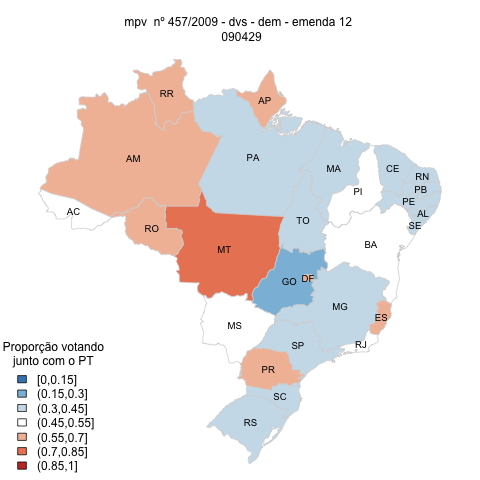 mpv nº 457/2009 - dvs - dem - emenda 12
090429
RR
AP
AM
PA
MA
CE
RN
PB
PI
PE
AL
SE
AC
RO
TO
BA
MT
GO
DF
MG
ES
MS
SP
RJ
PR
SC
RS
Proporção votando
junto com o PT
[0,0.15]
(0.15,0.3]
(0.3,0.45]
(0.45,0.55]
(0.55,0.7]
(0.7,0.85]
(0.85,1]